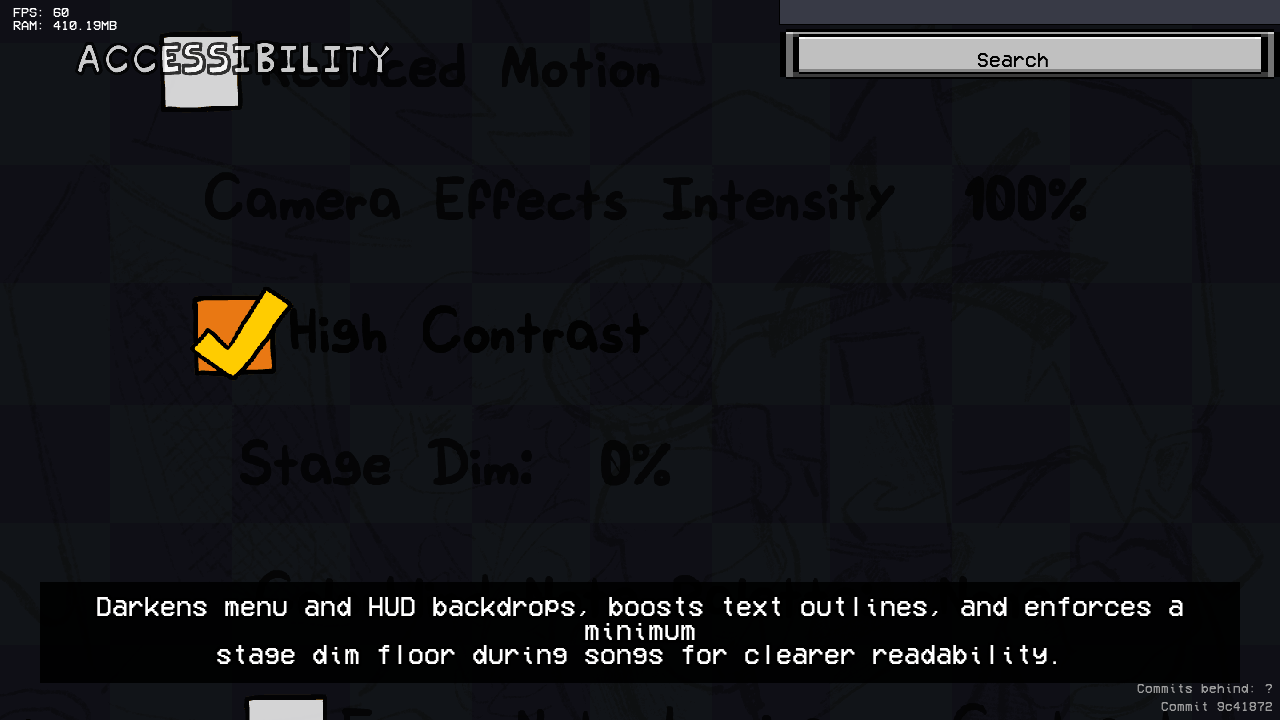 FPS: 60
RAM: 410.19MB
ACCESSIBILITY
Search
Reduced Motion
Camera Effects Intensity 100%
High Contrast
Stage Dim: 0%
Darkens menu and HUD backdrops, boosts text outlines, and enforces a
minimum
stage dim floor during songs for clearer readability.
Commits behind: ?
Commit 9c41872